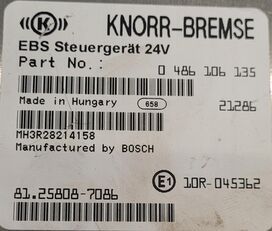 K KNORR-BREMSE
EBS Steuergerät 24V
Part No.: 0 486 106 135
Made in Hungary 658 21286
MH3R28214158
Manufactured by BOSCH
81.25808-7086 E1 10R-045362